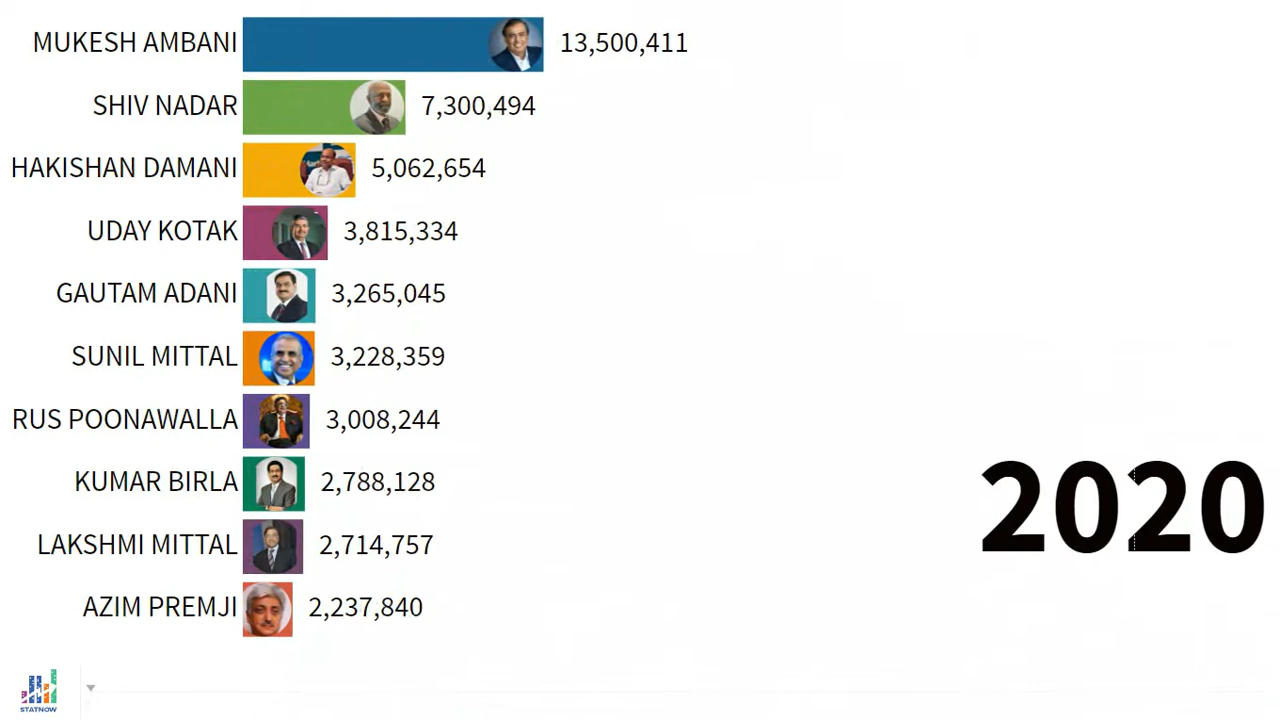 MUKESH AMBANI 13,500,411
SHIV NADAR 7,300,494
HAKISHAN DAMANI 5,062,654
UDAY KOTAK 3,815,334
GAUTAM ADANI 3,265,045
SUNIL MITTAL 3,228,359
RUS POONAWALLA 3,008,244
KUMAR BIRLA 2,788,128
LAKSHMI MITTAL 2,714,757
AZIM PREMJI 2,237,840
2020
STATNOW